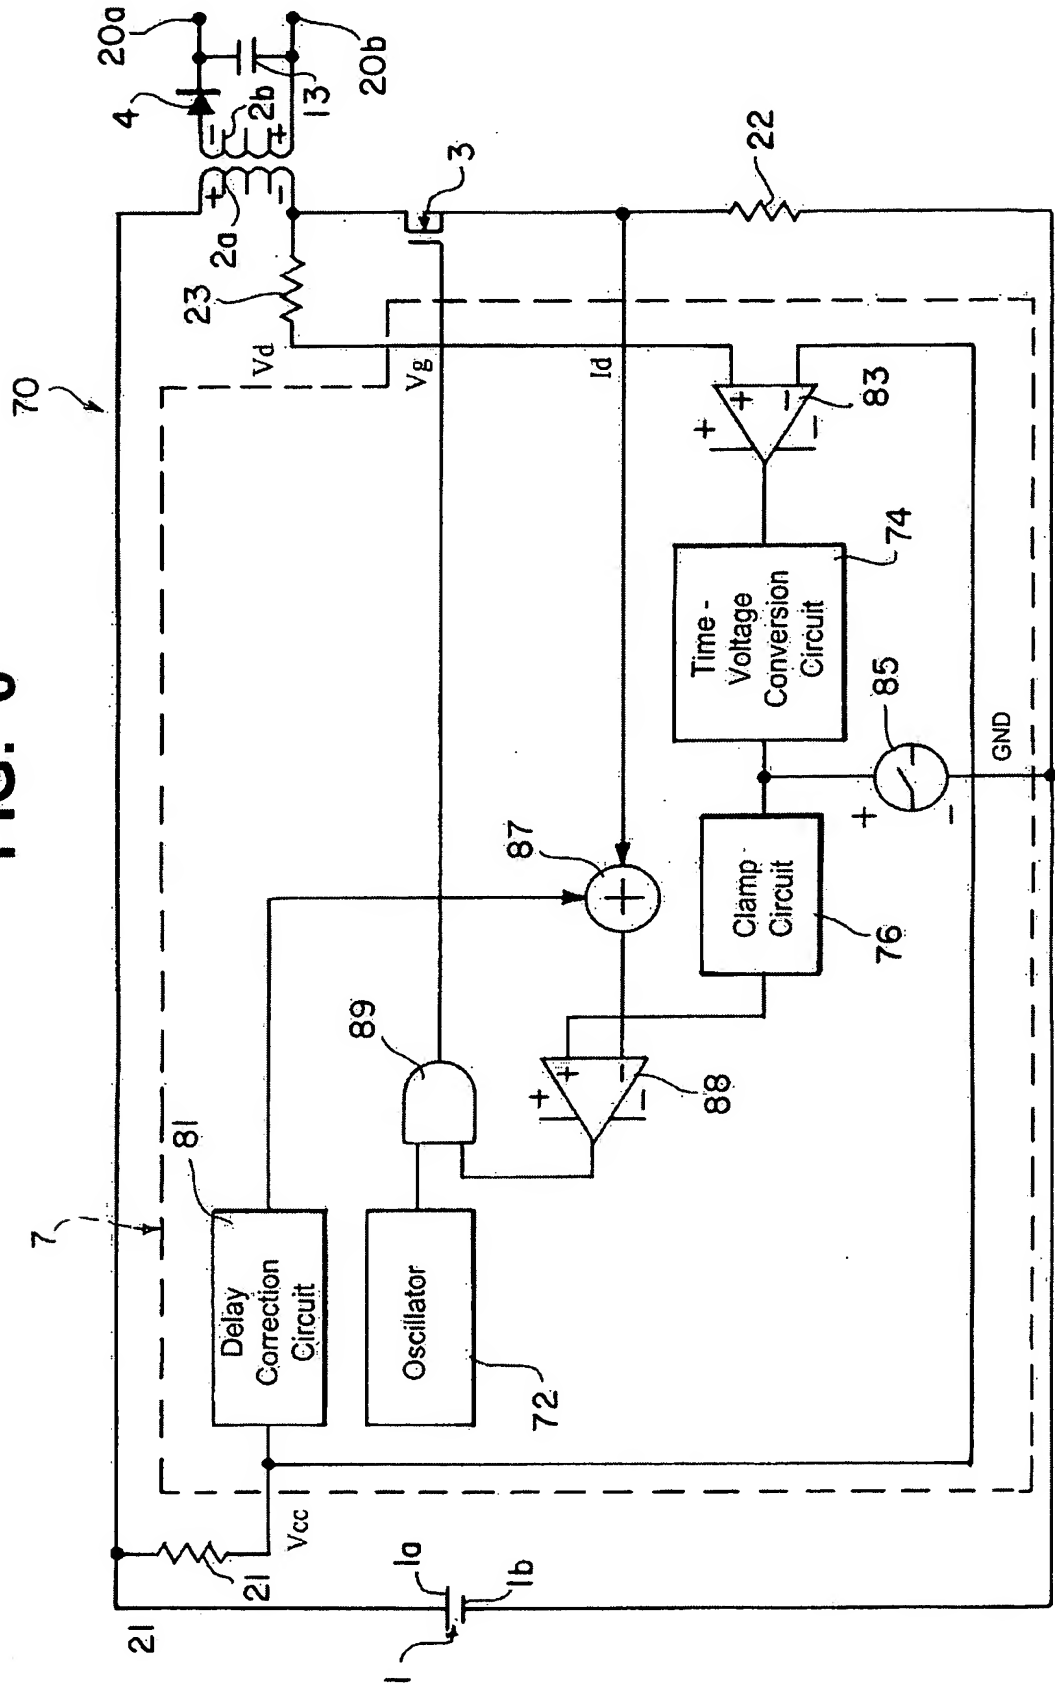 70
20a
4
2b
13
20b
+
-
-
+
2a
23
3
22
Vd
Vg
Id
+
-
+
-
83
Time-
Voltage
Conversion
Circuit
74
85
+
-
GND
87
+
Clamp
Circuit
76
89
+
-
+
-
88
7
81
Delay
Correction
Circuit
Oscillator
72
Vcc
21
21
1a
1b
1